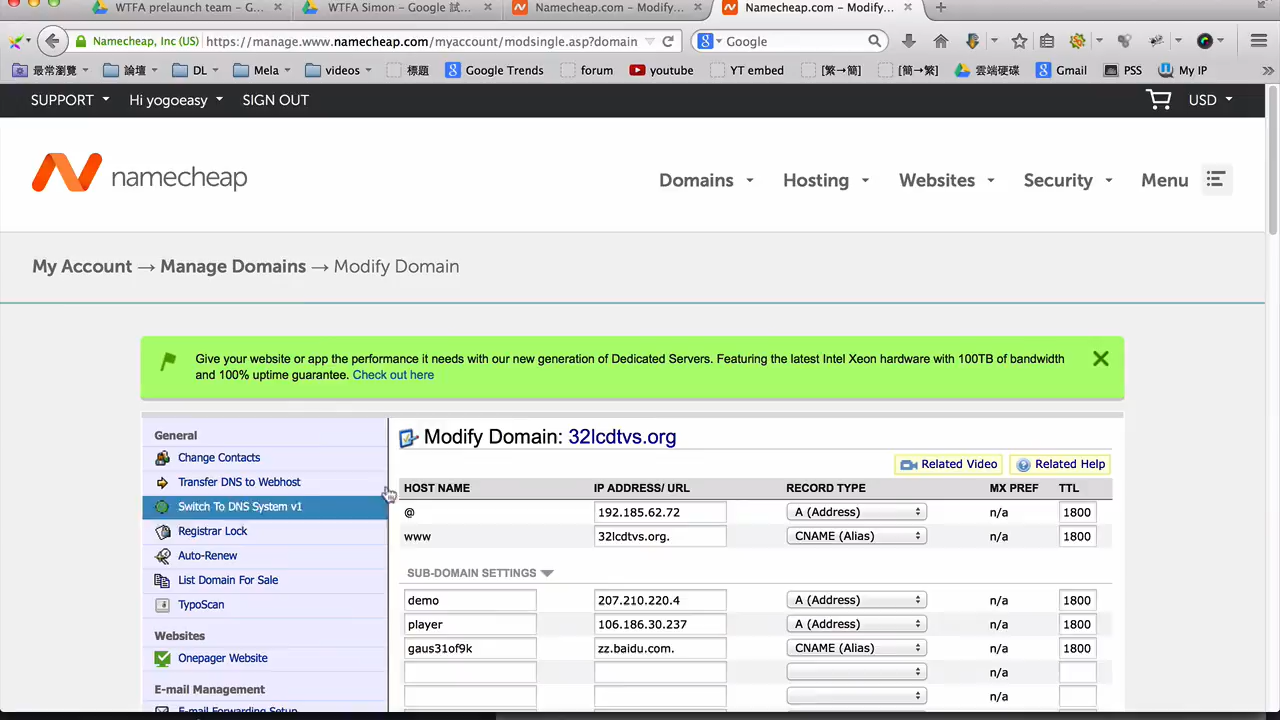 WTFA prelaunch team – G...
WTFA Simon – Google 試...
Namecheap.com – Modify...
Namecheap.com – Modify...
Namecheap, Inc (US)
https://manage.www.namecheap.com/myaccount/modsingle.asp?domain
Google
最常瀏覽
論壇
DL
Mela
videos
標題
Google Trends
forum
youtube
YT embed
[繁→簡]
[簡→繁]
雲端硬碟
Gmail
PSS
My IP
SUPPORT
Hi yogoeasy
SIGN OUT
USD
namecheap
Domains
Hosting
Websites
Security
Menu
My Account → Manage Domains → Modify Domain
Give your website or app the performance it needs with our new generation of Dedicated Servers. Featuring the latest Intel Xeon hardware with 100TB of bandwidth
and 100% uptime guarantee. Check out here
General
Change Contacts
Transfer DNS to Webhost
Switch To DNS System v1
Registrar Lock
Auto-Renew
List Domain For Sale
TypoScan
Websites
Onepager Website
E-mail Management
E-mail Forwarding Setup
Modify Domain: 32lcdtvs.org
Related Video
Related Help
HOST NAME IP ADDRESS/ URL RECORD TYPE MX PREF TTL
@ 192.185.62.72 A (Address) n/a 1800
www 32lcdtvs.org. CNAME (Alias) n/a 1800
SUB-DOMAIN SETTINGS
demo 207.210.220.4 A (Address) n/a 1800
player 106.186.30.237 A (Address) n/a 1800
gaus31of9k zz.baidu.com. CNAME (Alias) n/a 1800
n/a
n/a